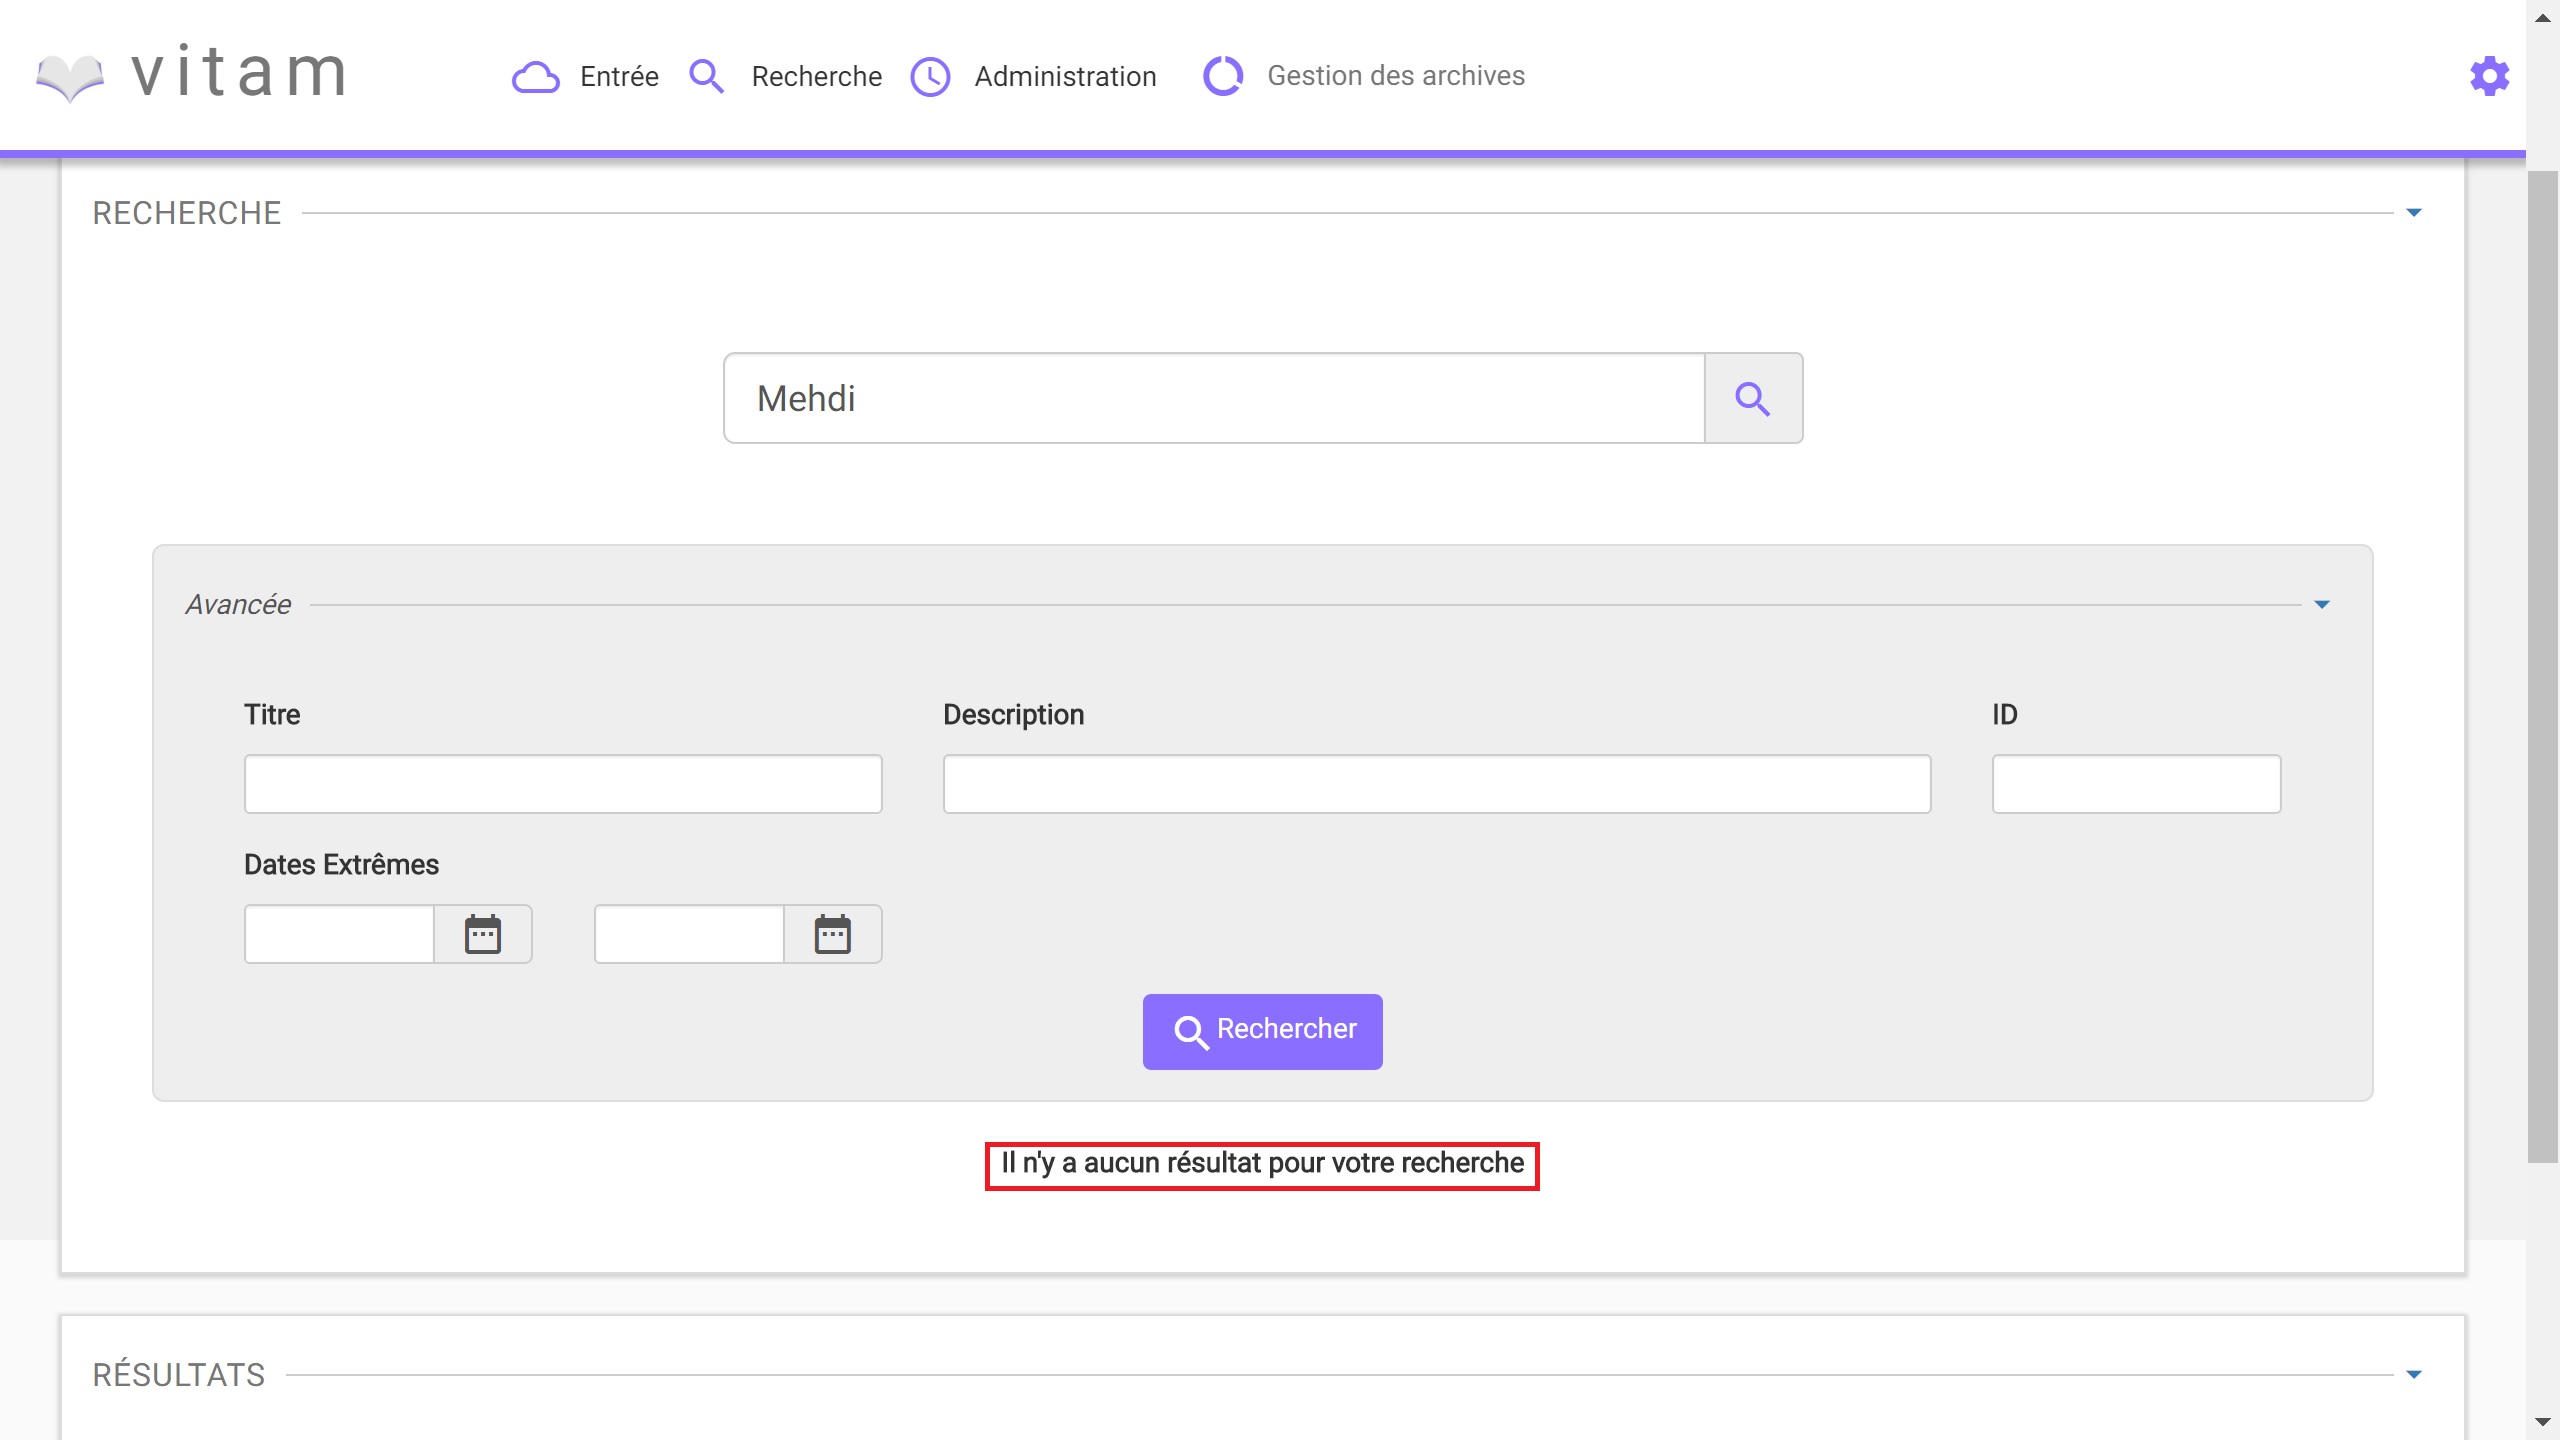 vitam
Entrée Recherche Administration Gestion des archives
RECHERCHE
Mehdi
Avancée
Titre Description ID
Dates Extrêmes
Rechercher
Il n'y a aucun résultat pour votre recherche
RÉSULTATS